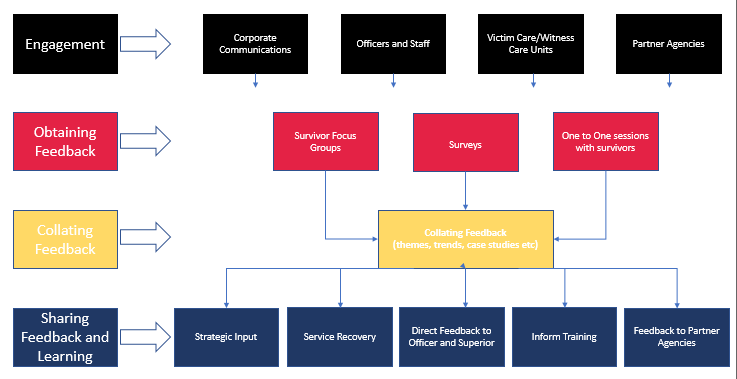 Engagement
Corporate
Communications
Officers and Staff
Victim Care/Witness
Care Units
Partner Agencies
Obtaining
Feedback
Survivor Focus
Groups
Surveys
One to One sessions
with survivors
Collating
Feedback
Collating Feedback
(themes, trends, case studies etc)
Sharing
Feedback and
Learning
Strategic Input
Service Recovery
Direct Feedback to
Officer and Superior
Inform Training
Feedback to Partner
Agencies